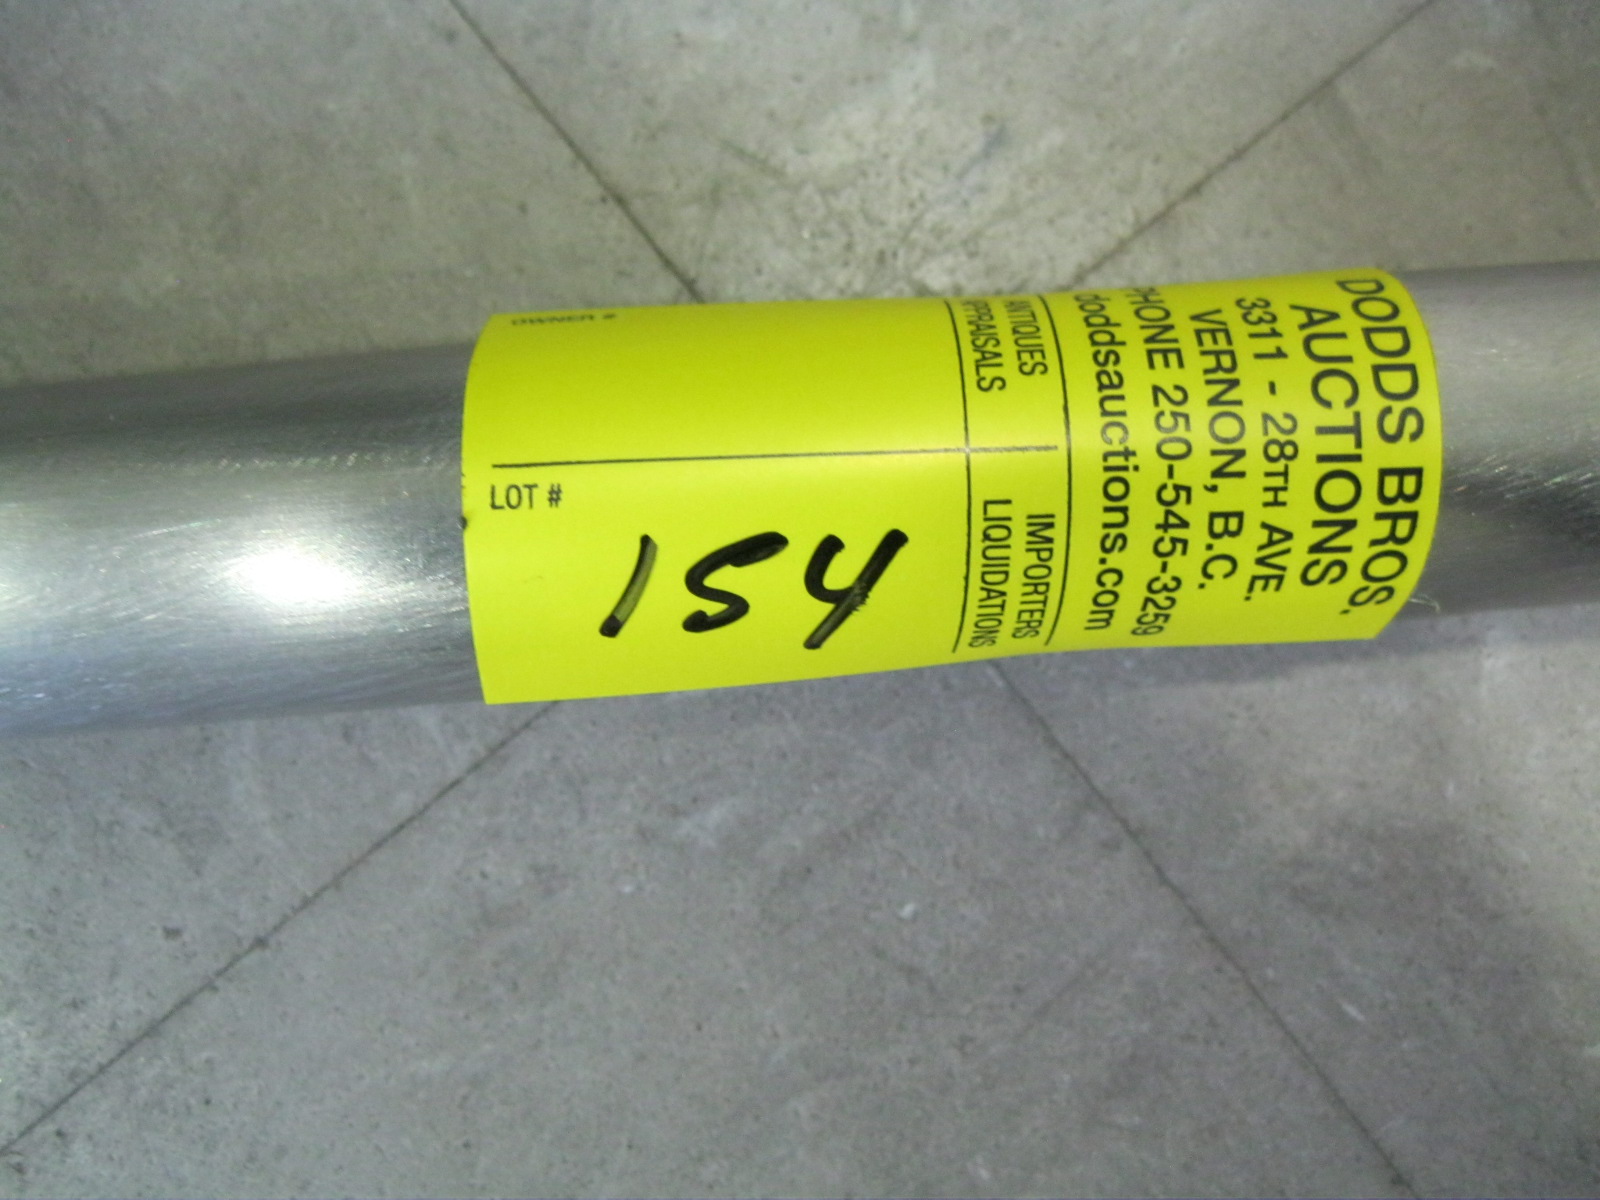 DODDS BROS,
AUCTIONS
3311 - 28TH AVE.
VERNON, B.C.
PHONE 250-545-3259
doddsauctions.com
ANTIQUES IMPORTERS
APPRAISALS LIQUIDATIONS
OWNER #
LOT #
154